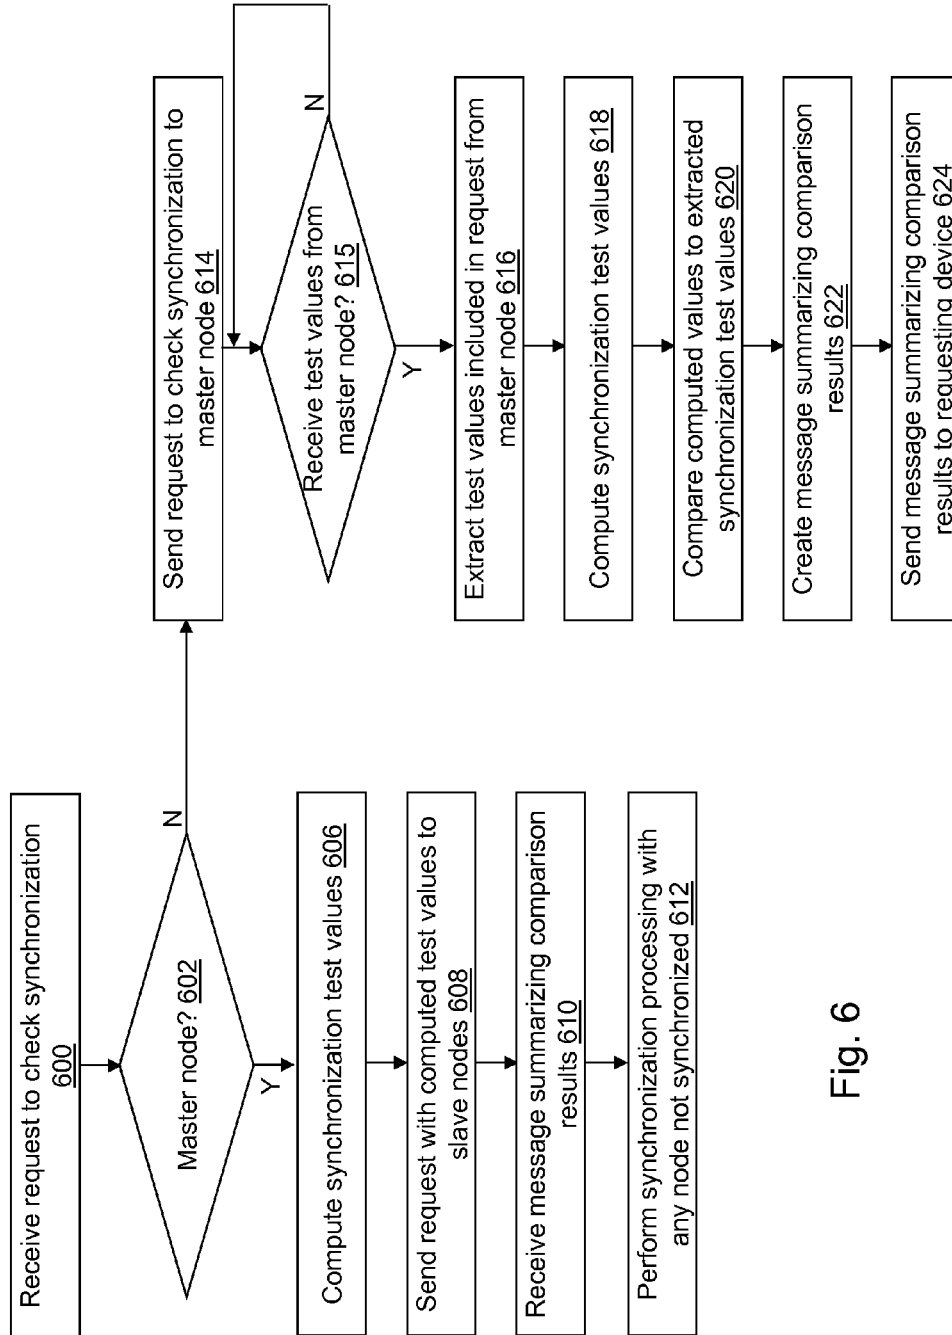 Receive request to check synchronization
600
Master node? 602
N
Y
Compute synchronization test values 606
Send request with computed test values to
slave nodes 608
Receive message summarizing comparison
results 610
Perform synchronization processing with
any node not synchronized 612
Send request to check synchronization to
master node 614
Receive test values from
master node? 615
N
Y
Extract test values included in request from
master node 616
Compute synchronization test values 618
Compare computed values to extracted
synchronization test values 620
Create message summarizing comparison
results 622
Send message summarizing comparison
results to requesting device 624
Fig. 6